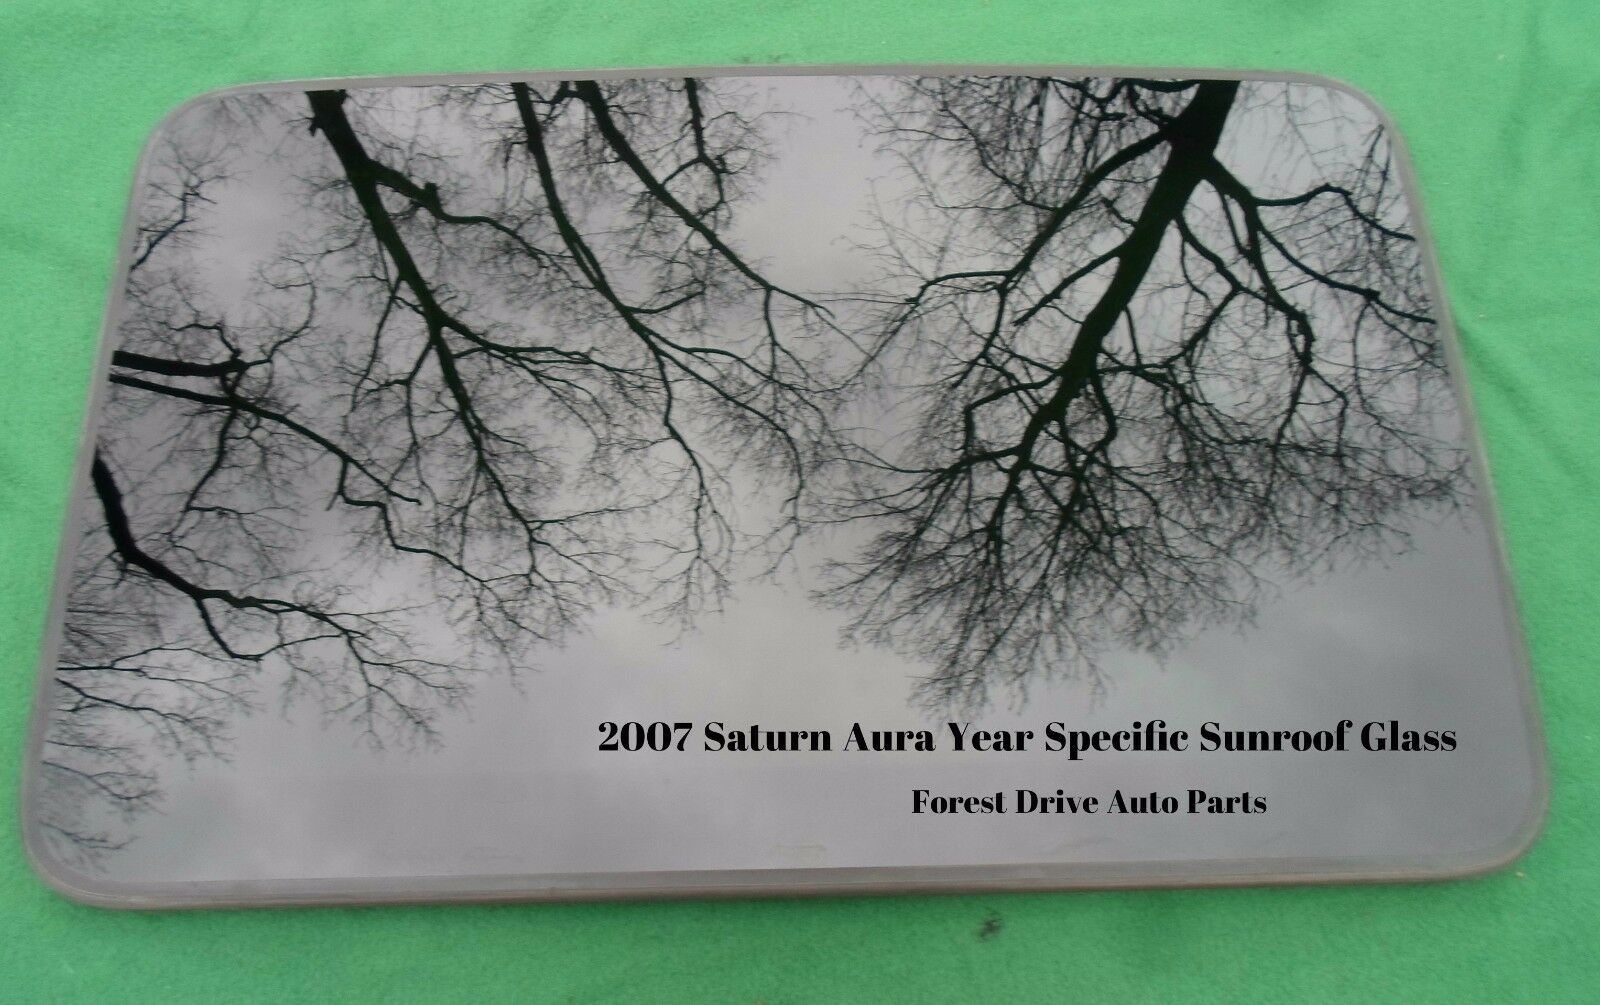 2007 Saturn Aura Year Specific Sunroof Glass
Forest Drive Auto Parts